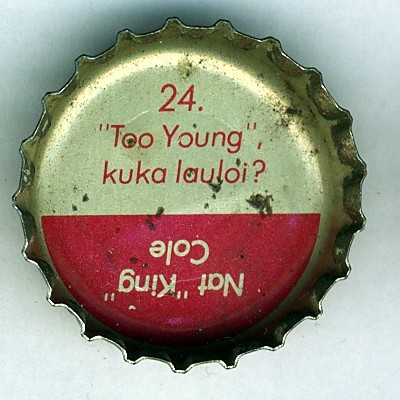 24.
"Too Young",
kuka lauloi?
Nat "King"
Cole